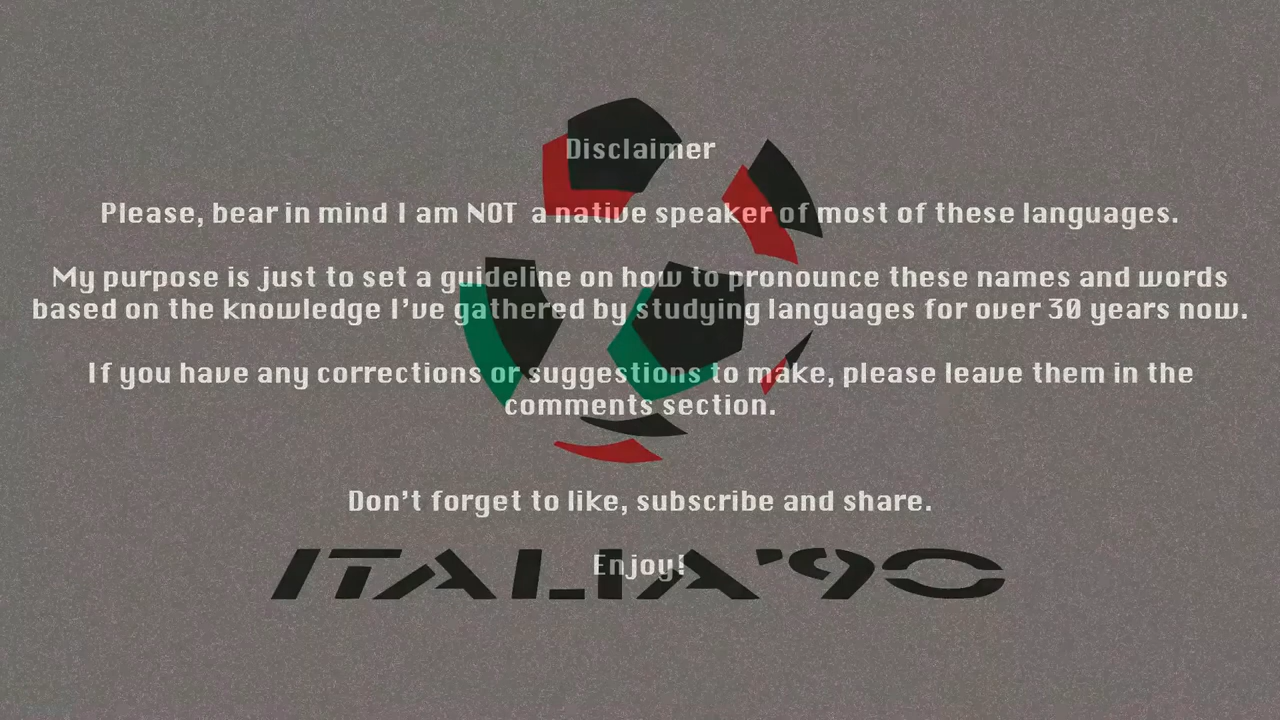 Disclaimer
Please, bear in mind I am NOT a native speaker of most of these languages.
My purpose is just to set a guideline on how to pronounce these names and words
based on the knowledge I've gathered by studying languages for over 30 years now.
If you have any corrections or suggestions to make, please leave them in the
comments section.
Don't forget to like, subscribe and share.
Enjoy!
ITALIA'90